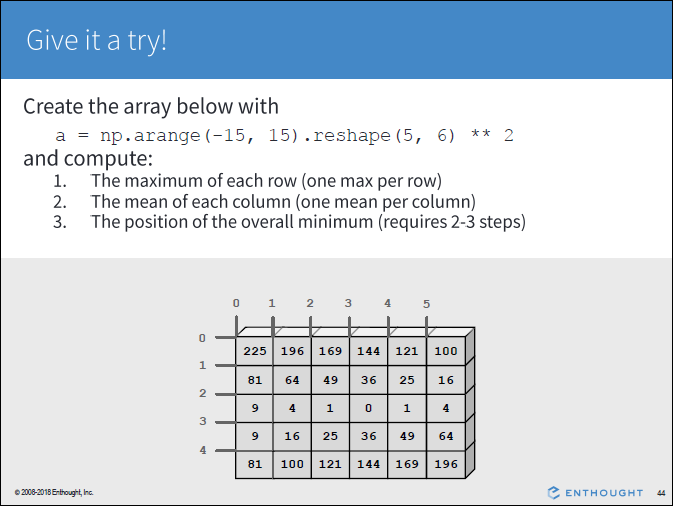 Give it a try!
Create the array below with
a = np.arange(-15, 15).reshape(5, 6) ** 2
and compute:
1. The maximum of each row (one max per row)
2. The mean of each column (one mean per column)
3. The position of the overall minimum (requires 2-3 steps)
0 1 2 3 4 5
0
225 196 169 144 121 100
1
81 64 49 36 25 16
2
9 4 1 0 1 4
3
9 16 25 36 49 64
4
81 100 121 144 169 196
© 2008-2018 Enthought, Inc.
ENTHOUGHT
44